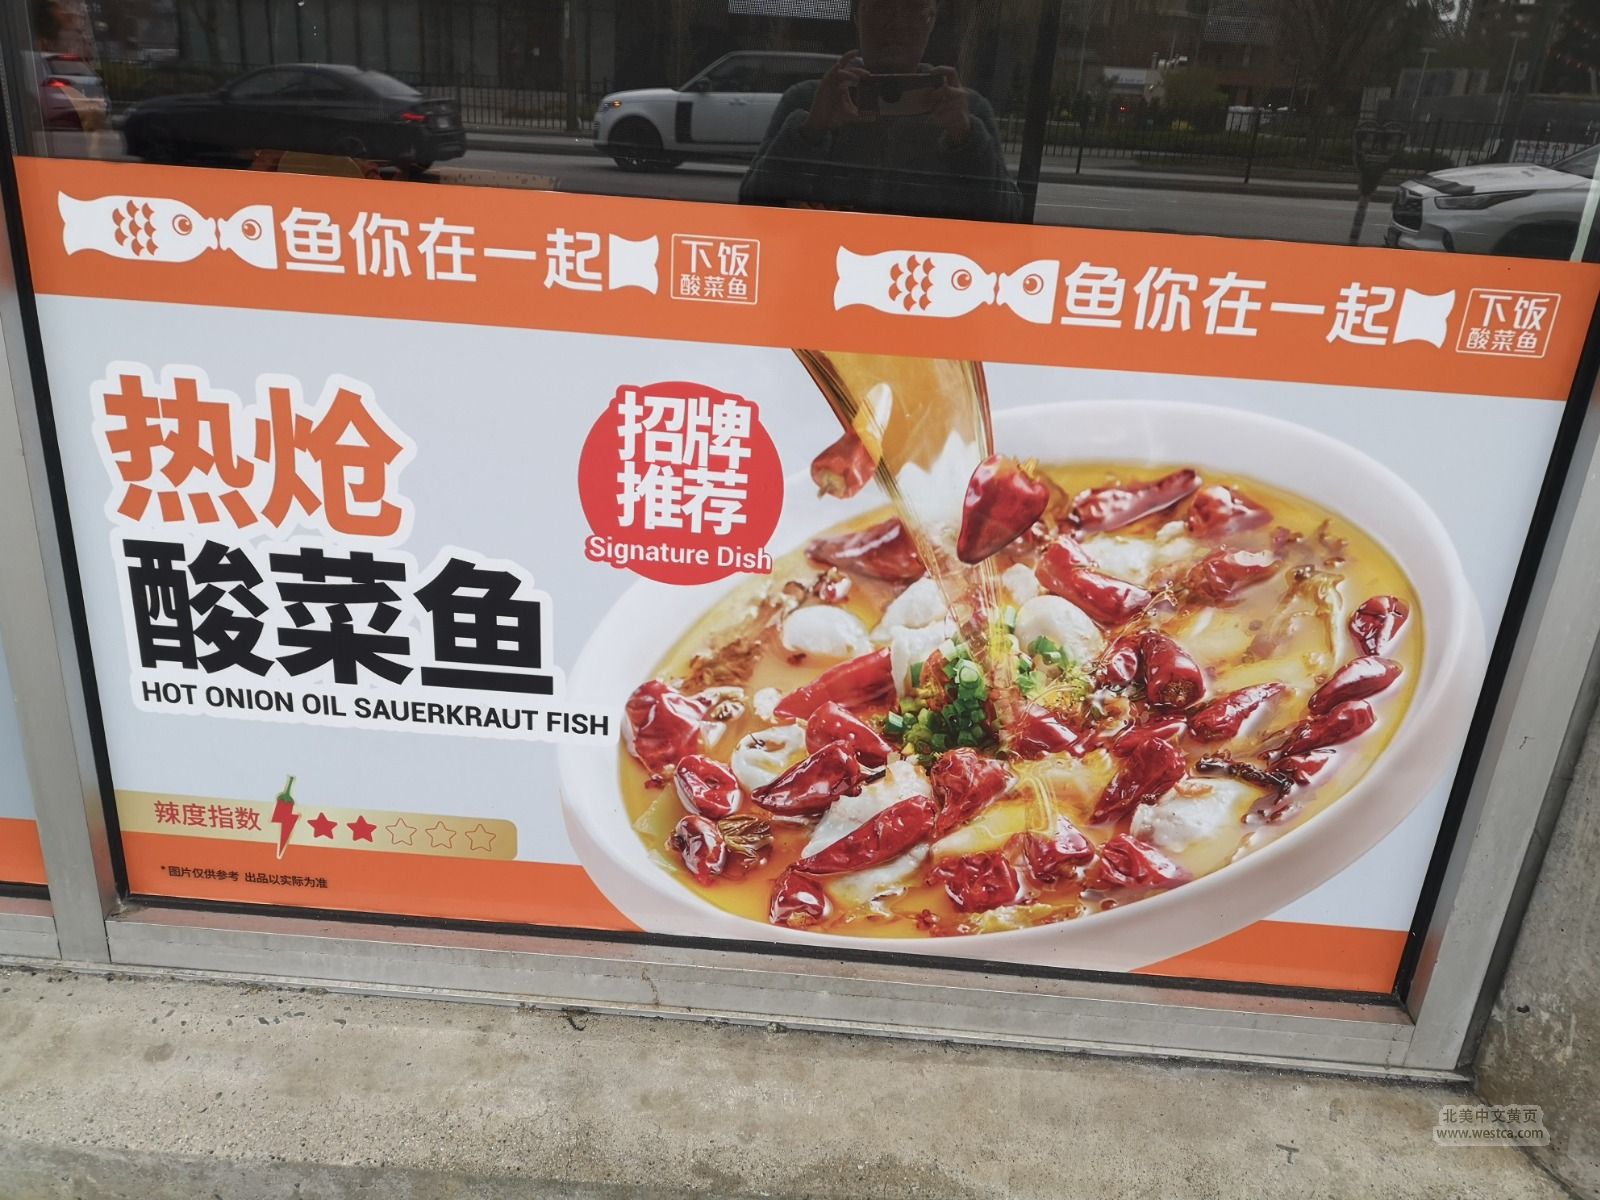 鱼你在一起
下饭
酸菜鱼
鱼你在一起
下饭
酸菜鱼
热炝
酸菜鱼
HOT ONION OIL SAUERKRAUT FISH
招牌
推荐
Signature Dish
辣度指数
*图片仅供参考 出品以实际为准
北美中文黄页
www.westca.com